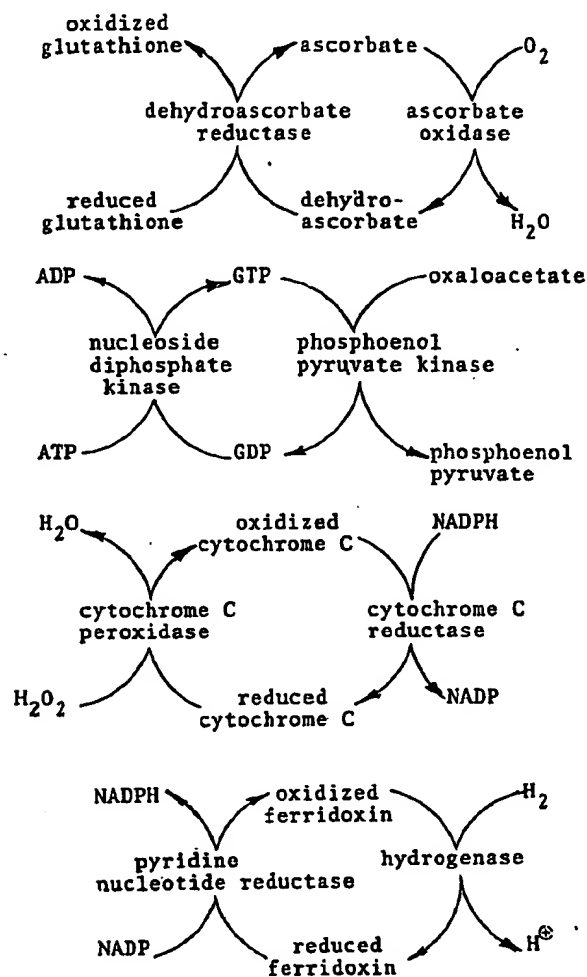 oxidized
glutathione
ascorbate
O2
dehydroascorbate
reductase
ascorbate
oxidase
reduced
glutathione
dehydro-
ascorbate
H2O
ADP
GTP
oxaloacetate
nucleoside
diphosphate
kinase
phosphoenol
pyruvate kinase
ATP
GDP
phosphoenol
pyruvate
H2O
oxidized
cytochrome C
NADPH
cytochrome C
peroxidase
cytochrome C
reductase
H2O2
reduced
cytochrome C
NADP
NADPH
oxidized
ferridoxin
H2
pyridine
nucleotide reductase
hydrogenase
NADP
reduced
ferridoxin
H⊕